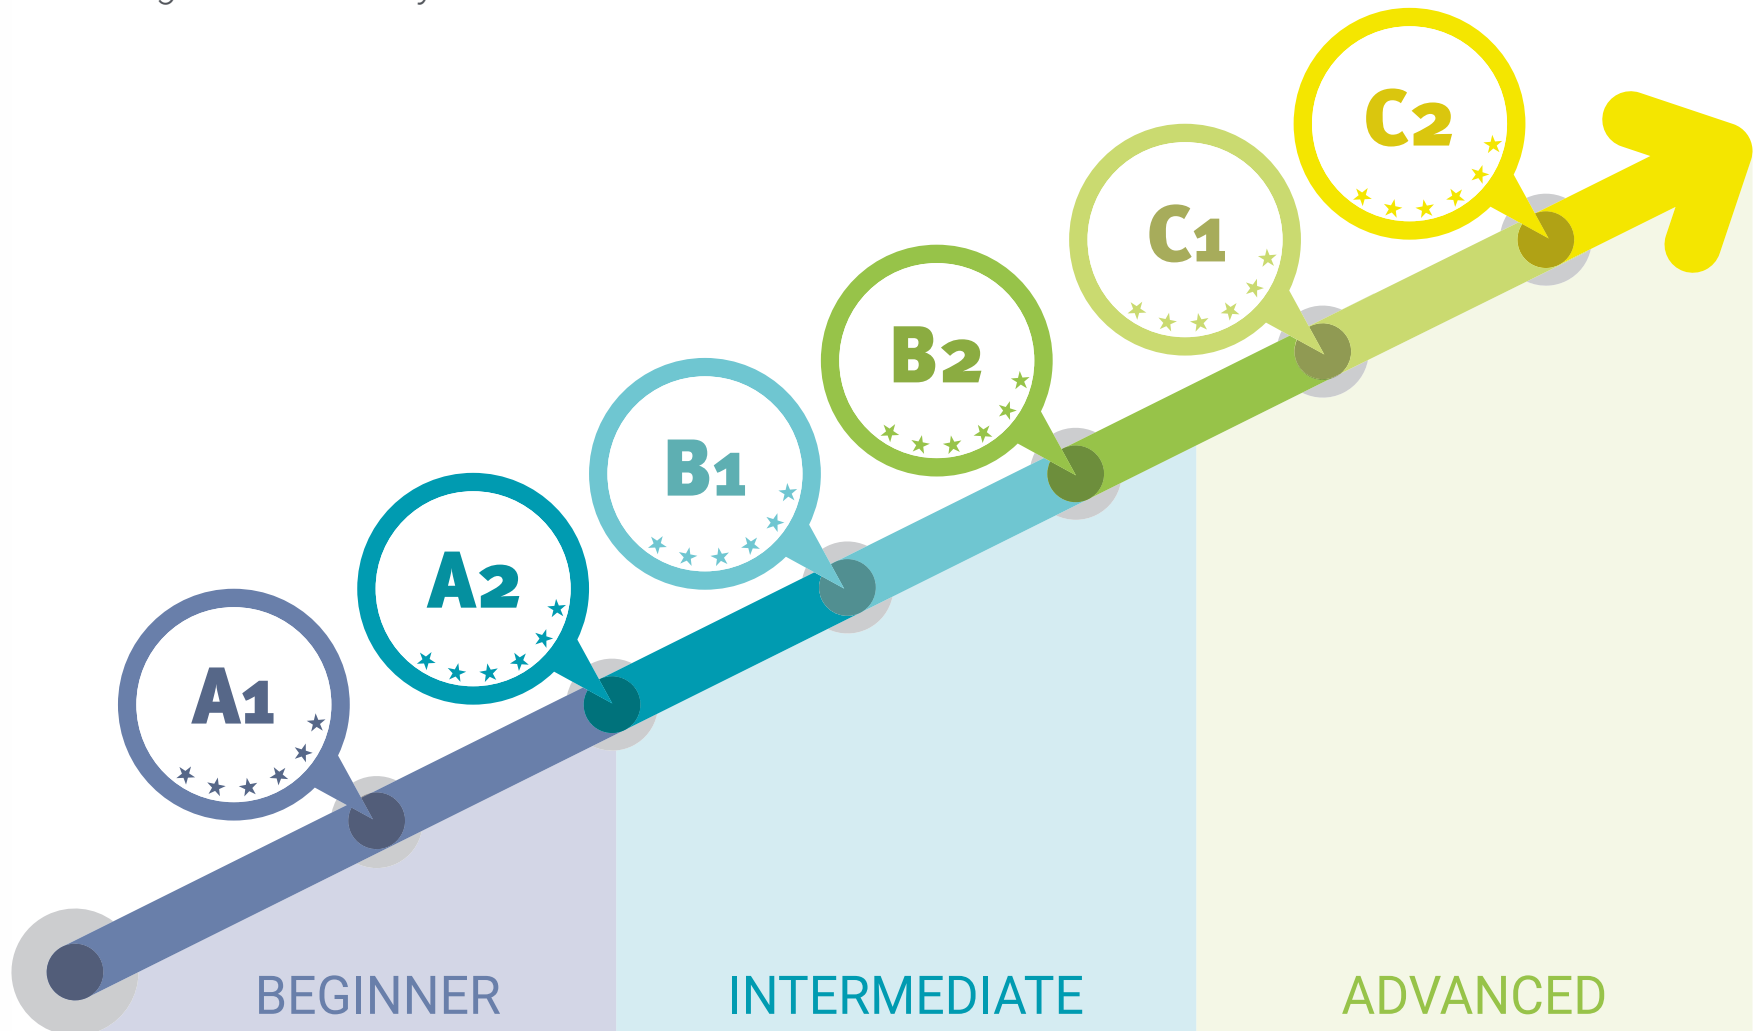 C2
C1
B2
B1
A2
A1
BEGINNER
INTERMEDIATE
ADVANCED